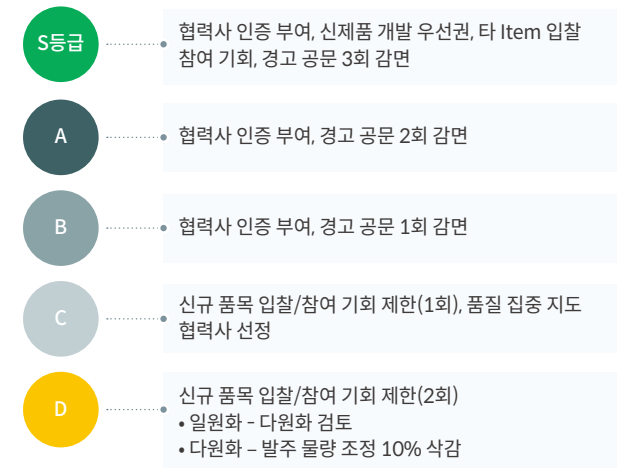 S등급
협력사 인증 부여, 신제품 개발 우선권, 타 Item 입찰
참여 기회, 경고 공문 3회 감면
A
협력사 인증 부여, 경고 공문 2회 감면
B
협력사 인증 부여, 경고 공문 1회 감면
C
신규 품목 입찰/참여 기회 제한(1회), 품질 집중 지도
협력사 선정
D
신규 품목 입찰/참여 기회 제한(2회)
• 일원화 - 다원화 검토
• 다원화 – 발주 물량 조정 10% 삭감